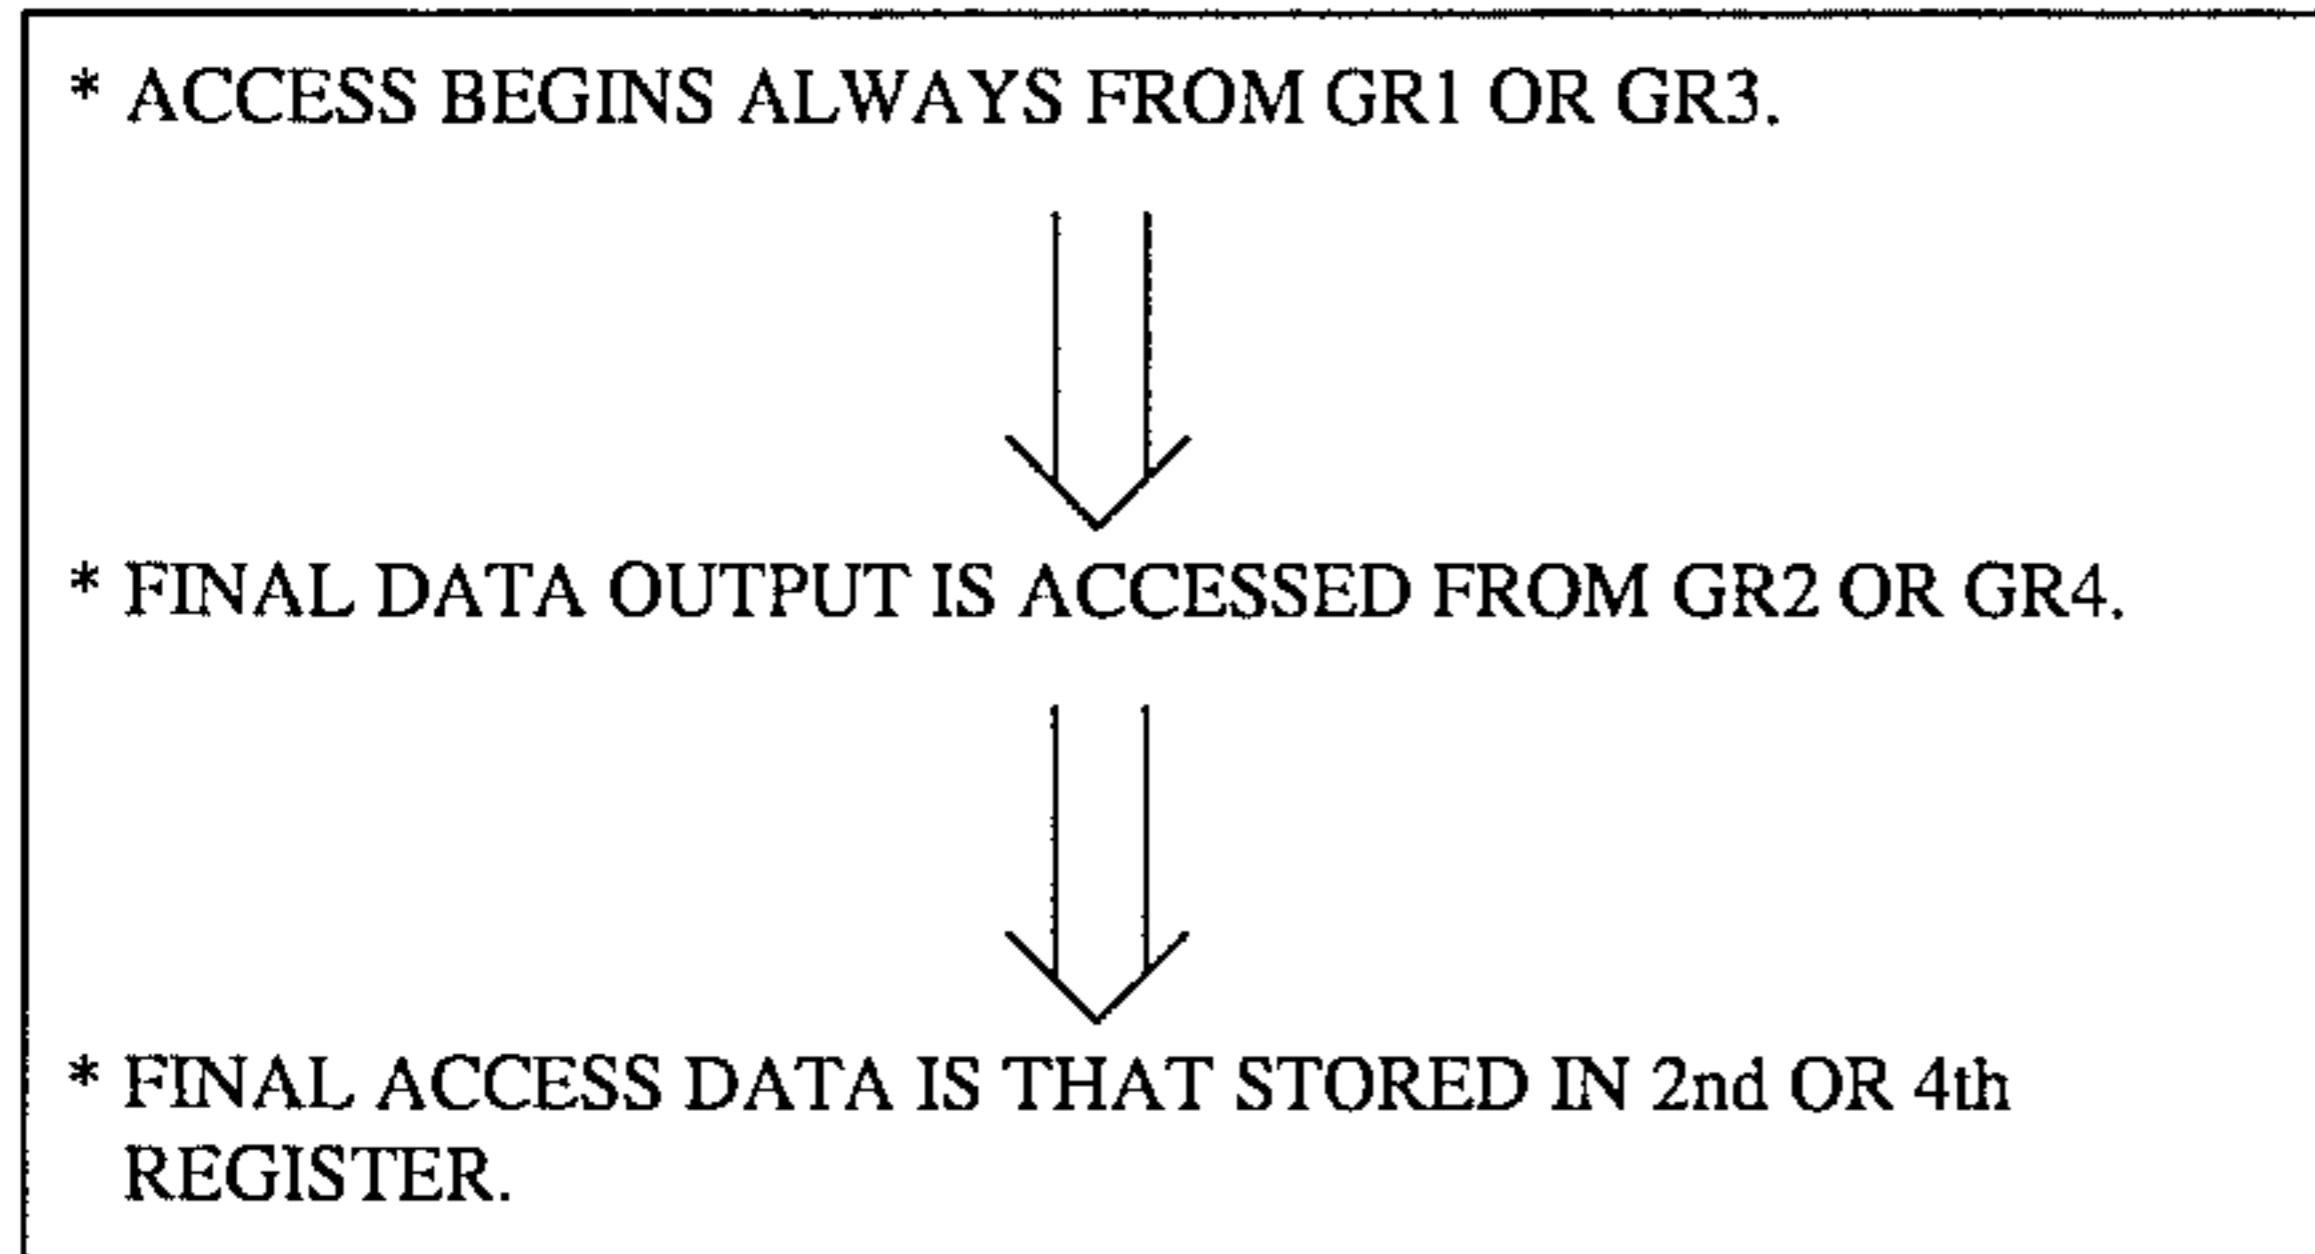 * ACCESS BEGINS ALWAYS FROM GR1 OR GR3.
* FINAL DATA OUTPUT IS ACCESSED FROM GR2 OR GR4.
* FINAL ACCESS DATA IS THAT STORED IN 2nd OR 4th
REGISTER.